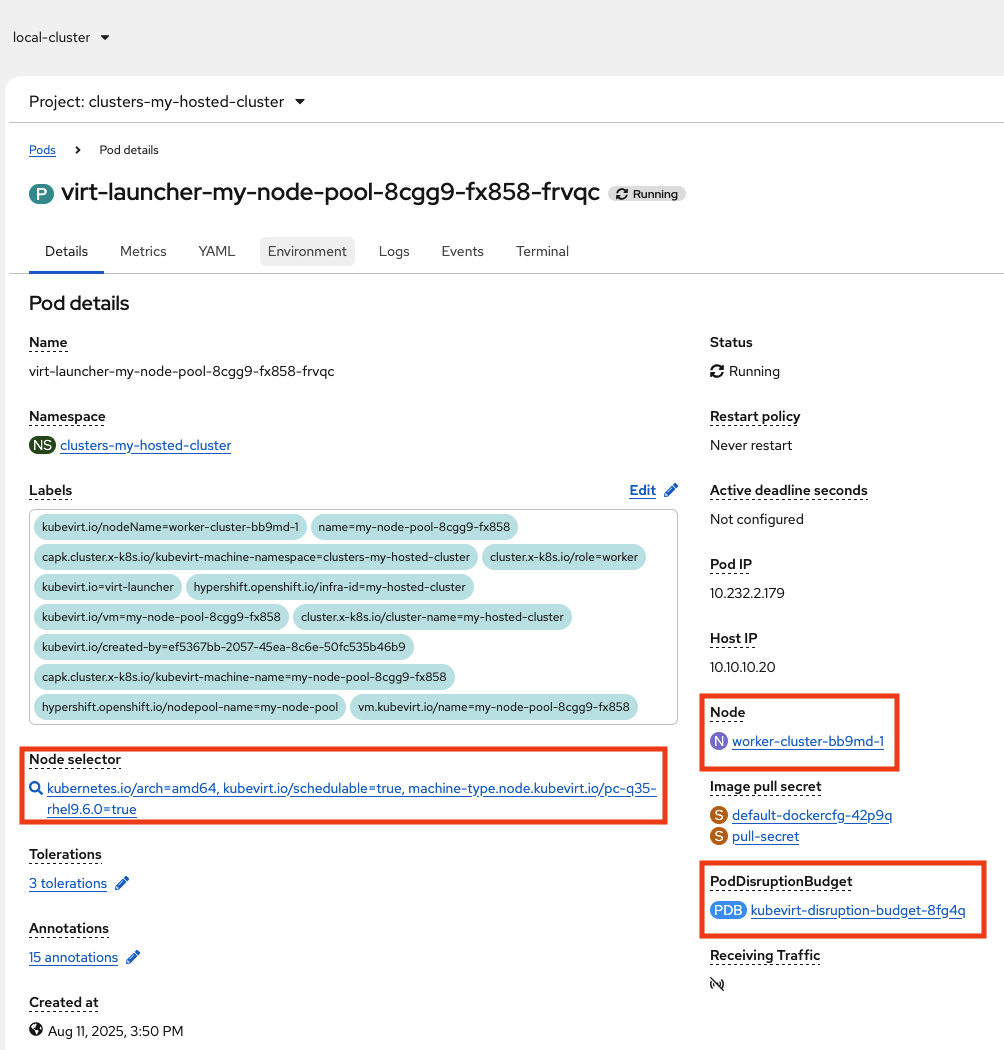 local-cluster
Project: clusters-my-hosted-cluster
Pods > Pod details
P virt-launcher-my-node-pool-8cgg9-fx858-frvqc Running
Details Metrics YAML Environment Logs Events Terminal
Pod details
Name
virt-launcher-my-node-pool-8cgg9-fx858-frvqc
Namespace
NS clusters-my-hosted-cluster
Labels Edit
kubevirt.io/nodeName=worker-cluster-bb9md-1 name=my-node-pool-8cgg9-fx858
capk.cluster.x-k8s.io/kubevirt-machine-namespace=clusters-my-hosted-cluster cluster.x-k8s.io/role=worker
kubevirt.io=virt-launcher hypershift.openshift.io/infra-id=my-hosted-cluster
kubevirt.io/vm=my-node-pool-8cgg9-fx858 cluster.x-k8s.io/cluster-name=my-hosted-cluster
kubevirt.io/created-by=ef5367bb-2057-45ea-8c6e-50fc535b46b9
capk.cluster.x-k8s.io/kubevirt-machine-name=my-node-pool-8cgg9-fx858
hypershift.openshift.io/nodepool-name=my-node-pool vm.kubevirt.io/name=my-node-pool-8cgg9-fx858
Node selector
kubernetes.io/arch=amd64, kubevirt.io/schedulable=true, machine-type.node.kubevirt.io/pc-q35-
rhel9.6.0=true
Tolerations
3 tolerations
Annotations
15 annotations
Created at
Aug 11, 2025, 3:50 PM
Status
Running
Restart policy
Never restart
Active deadline seconds
Not configured
Pod IP
10.232.2.179
Host IP
10.10.10.20
Node
N worker-cluster-bb9md-1
Image pull secret
S default-dockercfg-42p9q
S pull-secret
PodDisruptionBudget
PDB kubevirt-disruption-budget-8fg4q
Receiving Traffic